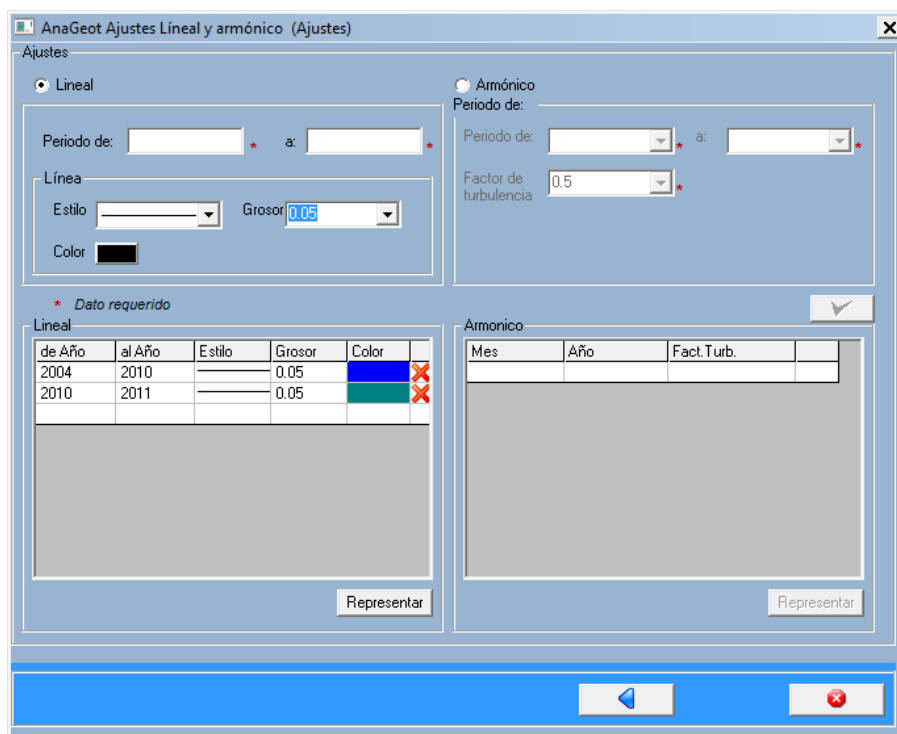 AnaGeot Ajustes Líneal y armónico (Ajustes)
Ajustes
Lineal
Armónico
Periodo de:
Periodo de: * a: *
Periodo de: * a: *
Línea
Estilo Grosor 0.05
Color
Factor de
turbulencia 0.5 *
* Dato requerido
Lineal
de Año al Año Estilo Grosor Color
2004 2010 0.05
2010 2011 0.05
Representar
Armonico
Mes Año Fact.Turb.
Representar